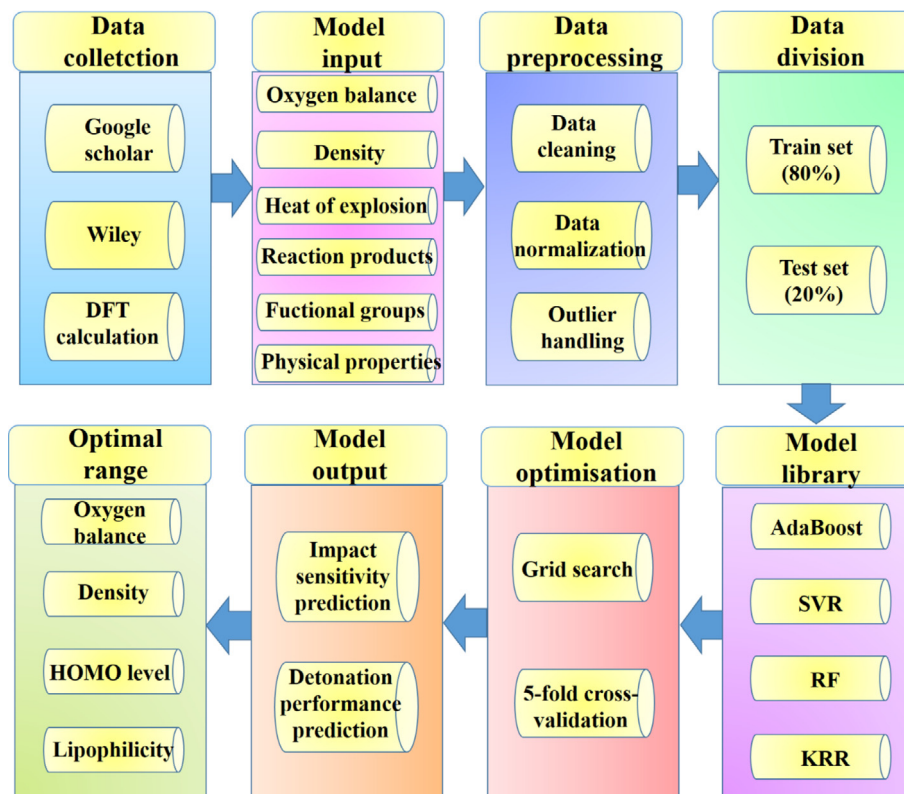 Data
colletction
Google
scholar
Wiley
DFT
calculation
Model
input
Oxygen balance
Density
Heat of explosion
Reaction products
Fuctional groups
Physical properties
Data
preprocessing
Data
cleaning
Data
normalization
Outlier
handling
Data
division
Train set
(80%)
Test set
(20%)
Model
library
AdaBoost
SVR
RF
KRR
Model
optimisation
Grid search
5-fold cross-
validation
Model
output
Impact
sensitivity
prediction
Detonation
performance
prediction
Optimal
range
Oxygen
balance
Density
HOMO level
Lipophilicity